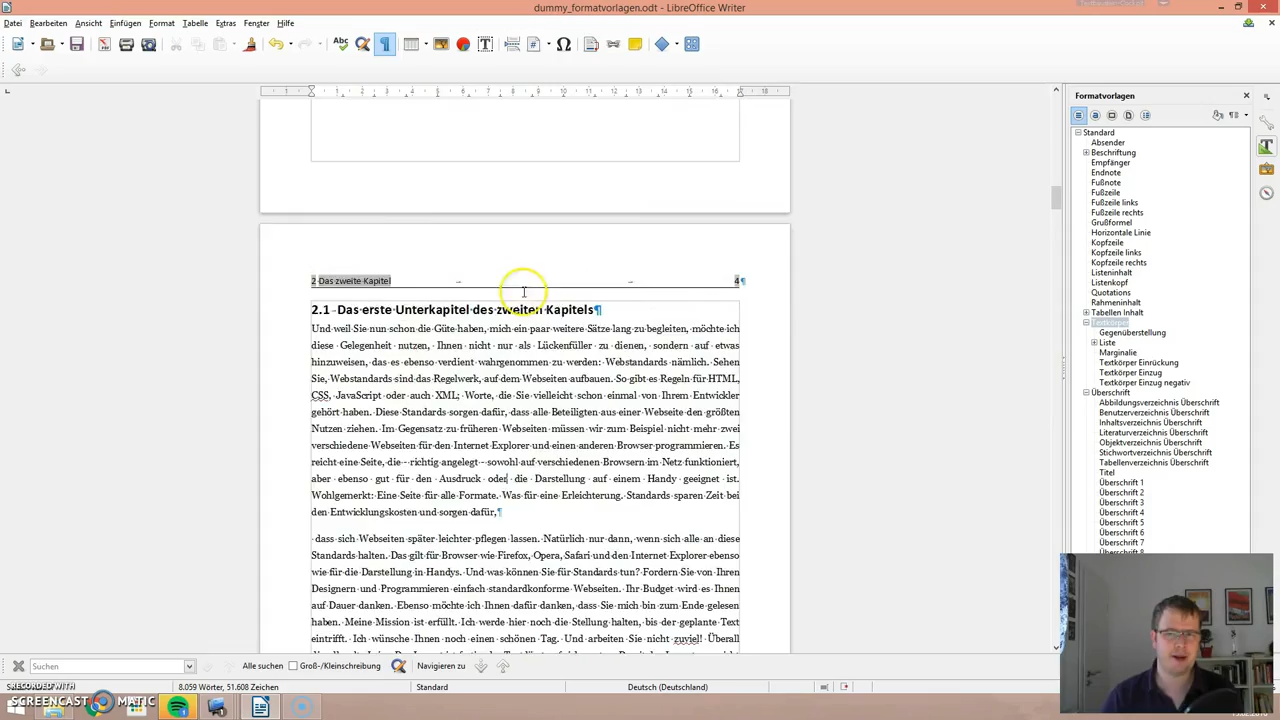 dummy_formatvorlagen.odt - LibreOffice Writer
Datei Bearbeiten Ansicht Einfügen Format Tabelle Extras Fenster Hilfe
Formatvorlagen
Standard
Absender
Beschriftung
Empfänger
Endnote
Fußnote
Fußzeile
Fußzeile links
Fußzeile rechts
Grußformel
Horizontale Linie
Kopfzeile
Kopfzeile links
Kopfzeile rechts
Listeninhalt
Listenkopf
Quotations
Rahmeninhalt
Tabellen Inhalt
Textkörper
Gegenüberstellung
Liste
Marginalie
Textkörper Einrückung
Textkörper Einzug
Textkörper Einzug negativ
Überschrift
Abbildungsverzeichnis Überschrift
Benutzerverzeichnis Überschrift
Inhaltsverzeichnis Überschrift
Literaturverzeichnis Überschrift
Objektverzeichnis Überschrift
Stichwortverzeichnis Überschrift
Tabellenverzeichnis Überschrift
Titel
Überschrift 1
Überschrift 2
Überschrift 3
Überschrift 4
Überschrift 5
Überschrift 6
Überschrift 7
2 Das zweite Kapitel 4
2.1 Das erste Unterkapitel des zweiten Kapitels
Und weil Sie nun schon die Güte haben, mich ein paar weitere Sätze lang zu begleiten, möchte ich
diese Gelegenheit nutzen, Ihnen nicht nur als Lückenfüller zu dienen, sondern auf etwas
hinzuweisen, das es ebenso verdient wahrgenommen zu werden: Webstandards nämlich. Sehen
Sie, Webstandards sind das Regelwerk, auf dem Webseiten aufbauen. So gibt es Regeln für HTML,
CSS, JavaScript oder auch XML; Worte, die Sie vielleicht schon einmal von Ihrem Entwickler
gehört haben. Diese Standards sorgen dafür, dass alle Beteiligten aus einer Webseite den größten
Nutzen ziehen. Im Gegensatz zu früheren Webseiten müssen wir zum Beispiel nicht mehr zwei
verschiedene Webseiten für den Internet Explorer und einen anderen Browser programmieren. Es
reicht eine Seite, die - richtig angelegt - sowohl auf verschiedenen Browsern im Netz funktioniert,
aber ebenso gut für den Ausdruck oder die Darstellung auf einem Handy geeignet ist.
Wohlgemerkt: Eine Seite für alle Formate. Was für eine Erleichterung. Standards sparen Zeit bei
den Entwicklungskosten und sorgen dafür,
dass sich Webseiten später leichter pflegen lassen. Natürlich nur dann, wenn sich alle an diese
Standards halten. Das gilt für Browser wie Firefox, Opera, Safari und den Internet Explorer ebenso
wie für die Darstellung in Handys. Und was können Sie für Standards tun? Fordern Sie von Ihren
Designern und Programmieren einfach standardkonforme Webseiten. Ihr Budget wird es Ihnen
auf Dauer danken. Ebenso möchte ich Ihnen dafür danken, dass Sie mich bin zum Ende gelesen
haben. Meine Mission ist erfüllt. Ich werde hier noch die Stellung halten, bis der geplante Text
eintrifft. Ich wünsche Ihnen noch einen schönen Tag. Und arbeiten Sie nicht zuviel! Überall
Suchen Alle suchen Groß-/Kleinschreibung Navigieren zu
8.059 Wörter, 51.608 Zeichen Standard Deutsch (Deutschland)
RECORDED WITH
SCREENCAST MATIC